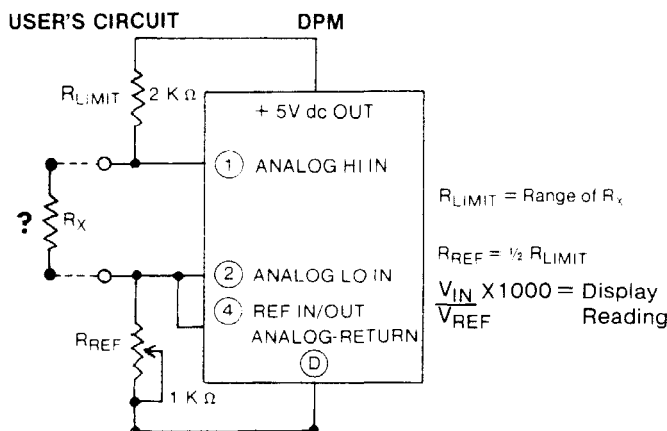 USER'S CIRCUIT
DPM
RLIMIT
2 KΩ
+ 5V dc OUT
1 ANALOG HI IN
? RX
RLIMIT = Range of Rx
RREF = ½ RLIMIT
2 ANALOG LO IN
VIN X1000 = Display
VREF Reading
4 REF IN/OUT
ANALOG-RETURN
RREF
D
1 KΩ